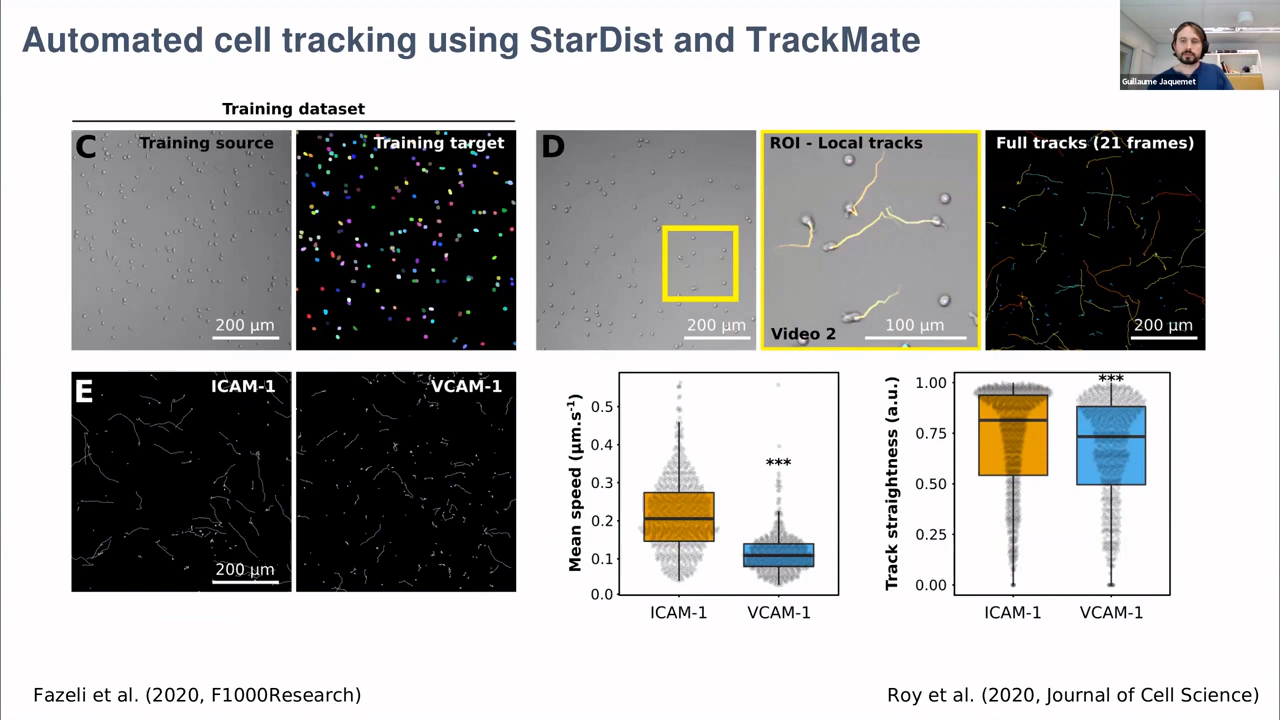 Automated cell tracking using StarDist and TrackMate
Guillaume Jaquemet
Training dataset
C
Training source
Training target
200 µm
D
200 µm
ROI - Local tracks
Video 2
100 µm
Full tracks (21 frames)
200 µm
E
ICAM-1
200 µm
VCAM-1
Mean speed (µm.s⁻¹)
0.5
0.4
0.3
0.2
0.1
0.0
***
ICAM-1
VCAM-1
Track straightness (a.u.)
1.00
0.75
0.50
0.25
0.00
***
ICAM-1
VCAM-1
Fazeli et al. (2020, F1000Research)
Roy et al. (2020, Journal of Cell Science)